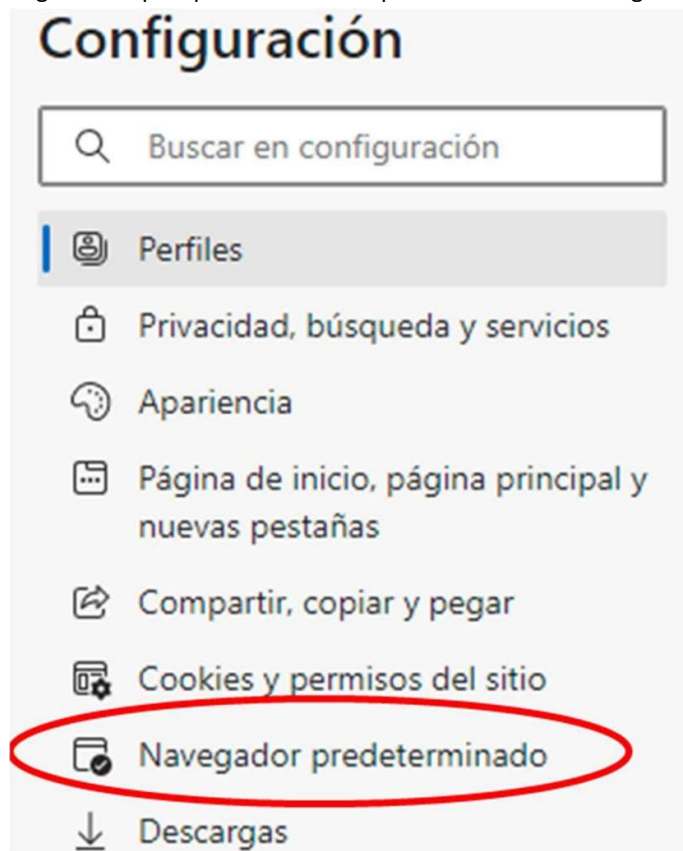 Configuración
Buscar en configuración
Perfiles
Privacidad, búsqueda y servicios
Apariencia
Página de inicio, página principal y
nuevas pestañas
Compartir, copiar y pegar
Cookies y permisos del sitio
Navegador predeterminado
Descargas